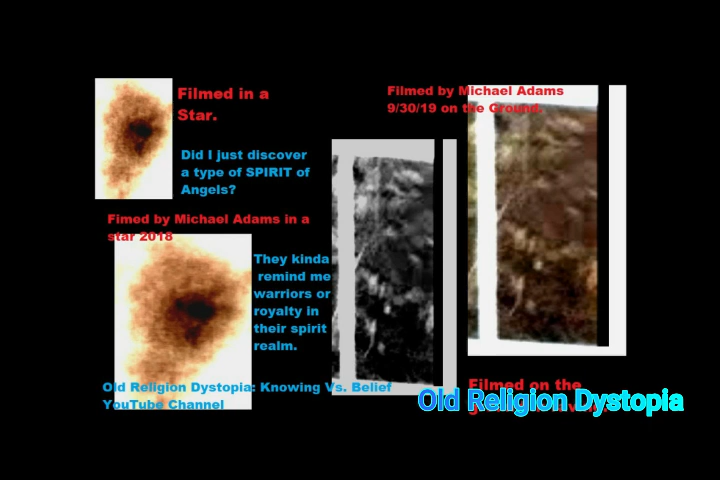 Filmed in a
Star.
Did I just discover
a type of SPIRIT of
Angels?
Fimed by Michael Adams in a
star 2018
They kinda
remind me
warriors or
royalty in
their spirit
realm.
Old Religion Dystopia: Knowing Vs. Belief
YouTube Channel
Filmed by Michael Adams
9/30/19 on the Ground.
Filmed on the
Old Religion Dystopia